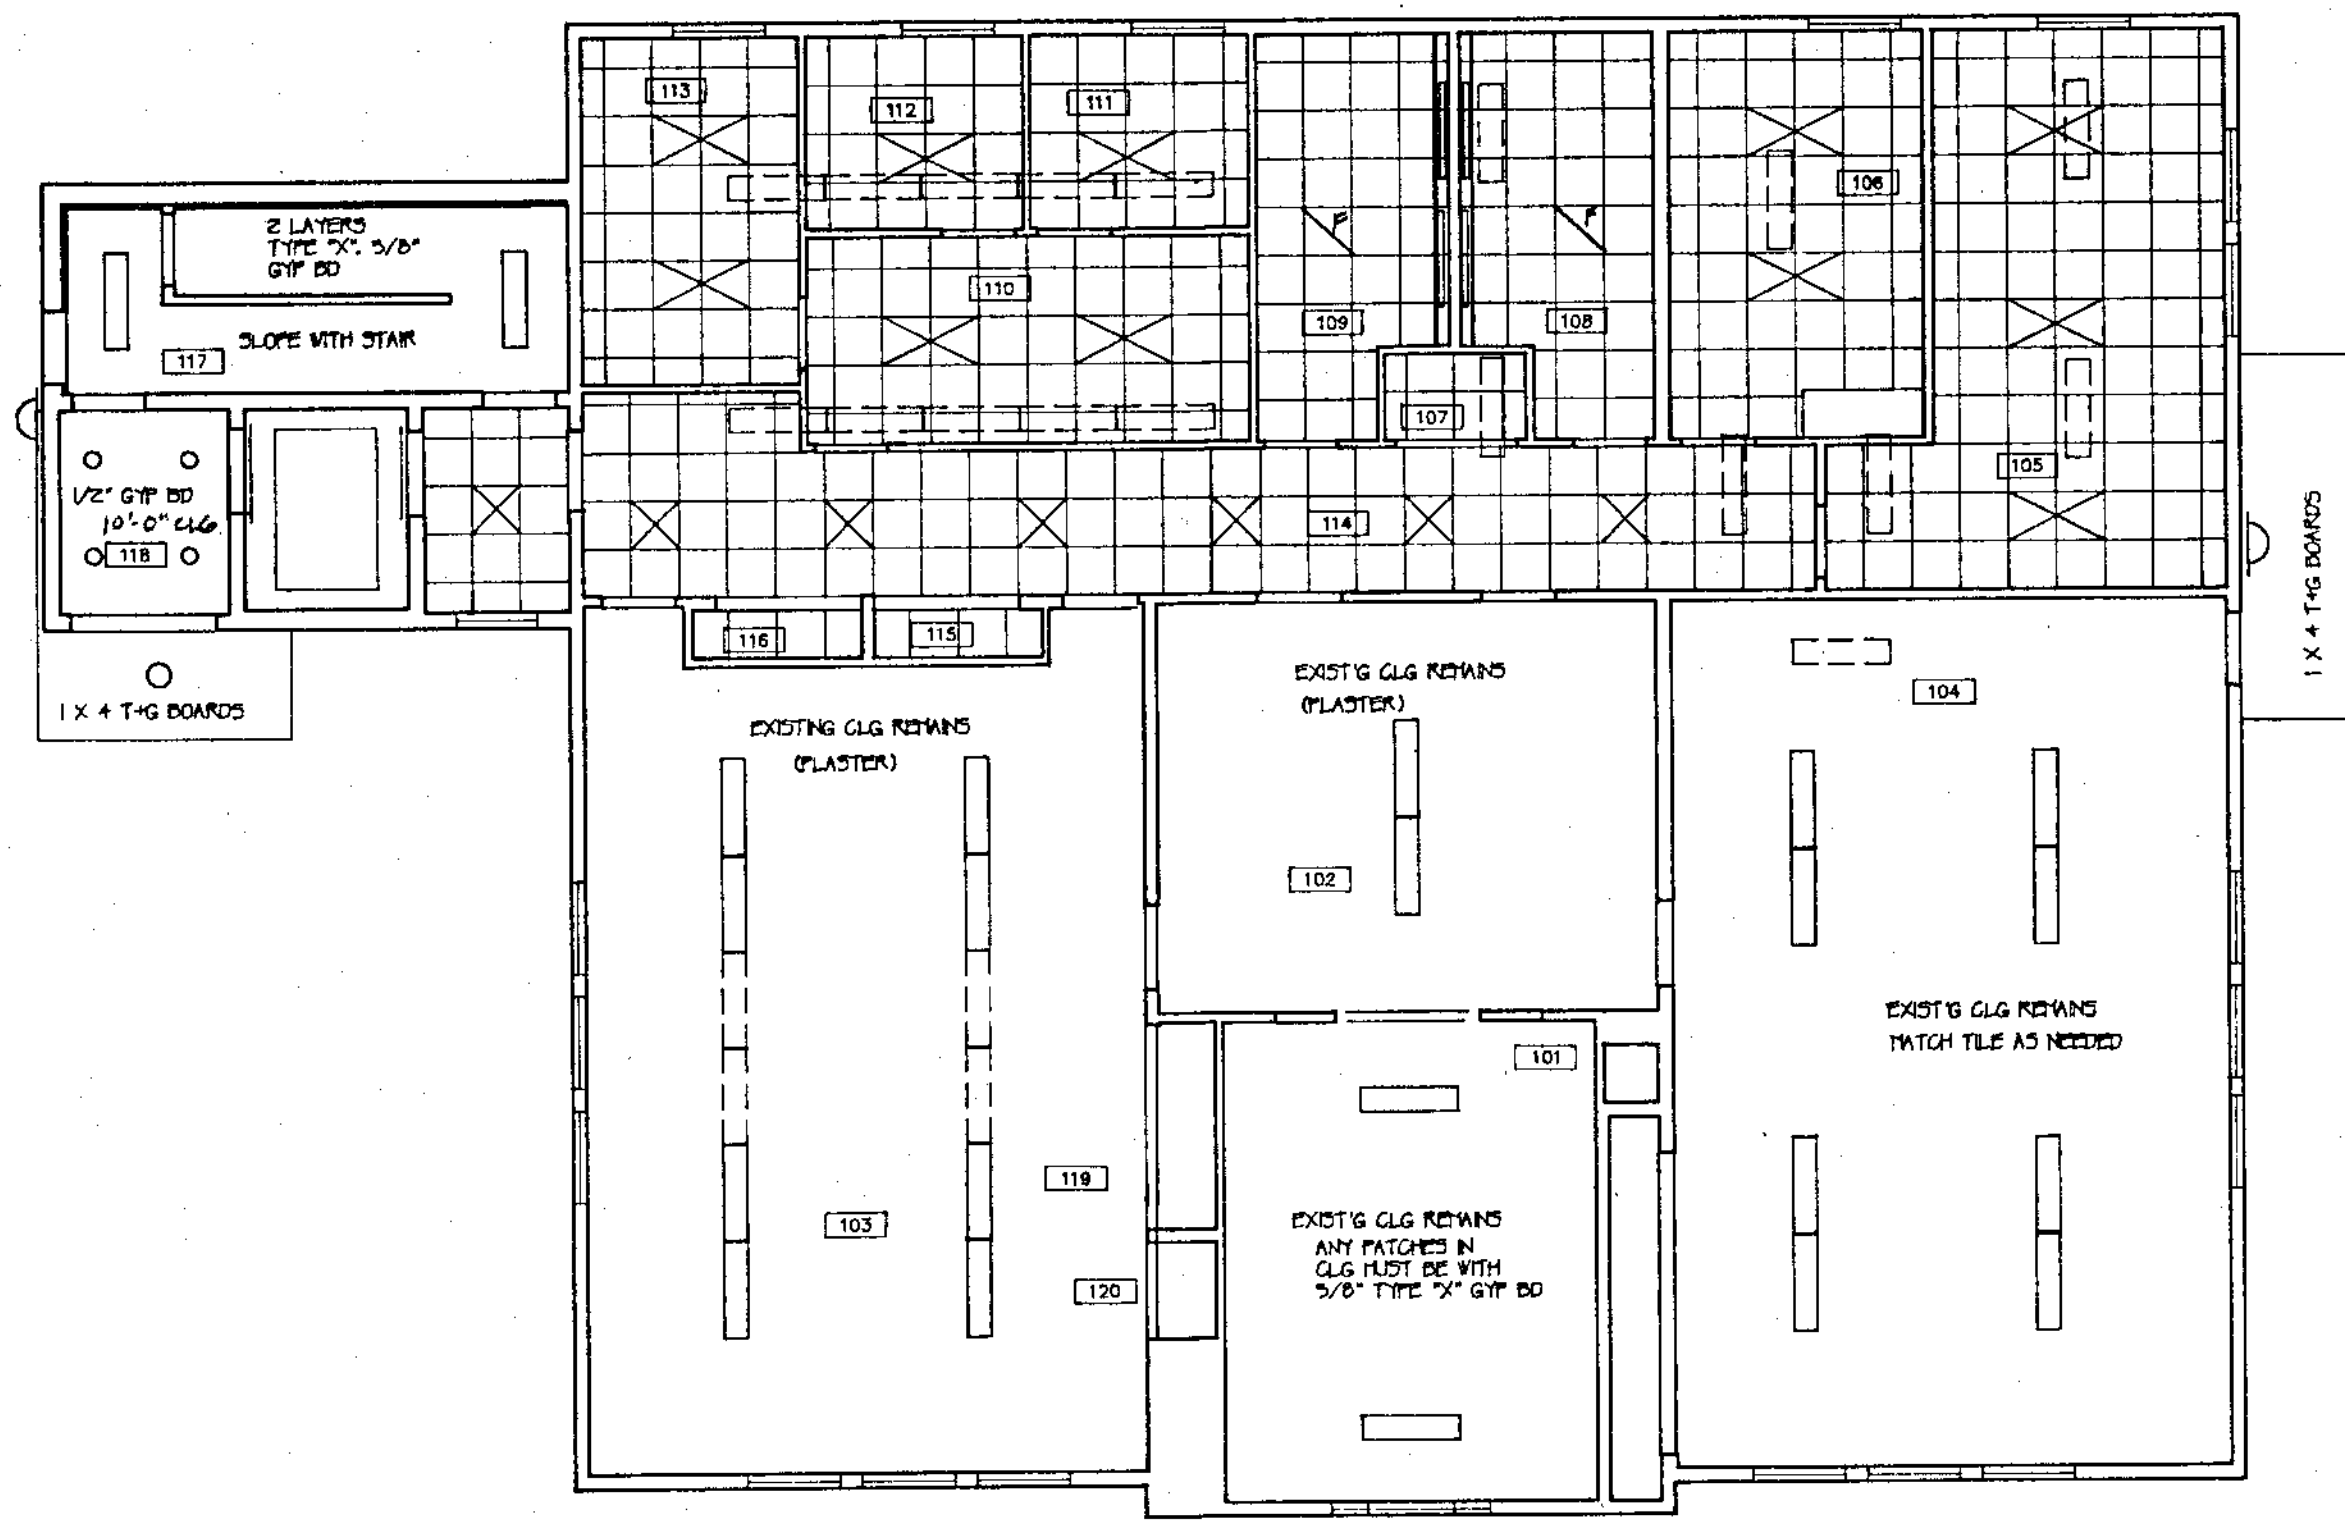 113
112
111
106
2 LAYERS
TYPE "X", 5/8"
GYP BD
F
F
110
109
108
SLOPE WITH STAIR
117
107
105
1/2" GYP BD
10'-0" CLG
118
114
1 X 4 T+G BOARDS
116
115
EXIST'G CLG REMAINS
(PLASTER)
104
1 X 4 T+G BOARDS
EXISTING CLG REMAINS
(PLASTER)
102
EXIST'G CLG REMAINS
MATCH TILE AS NEEDED
101
119
103
120
EXIST'G CLG REMAINS
ANY PATCHES IN
CLG MUST BE WITH
5/8" TYPE "X" GYP BD